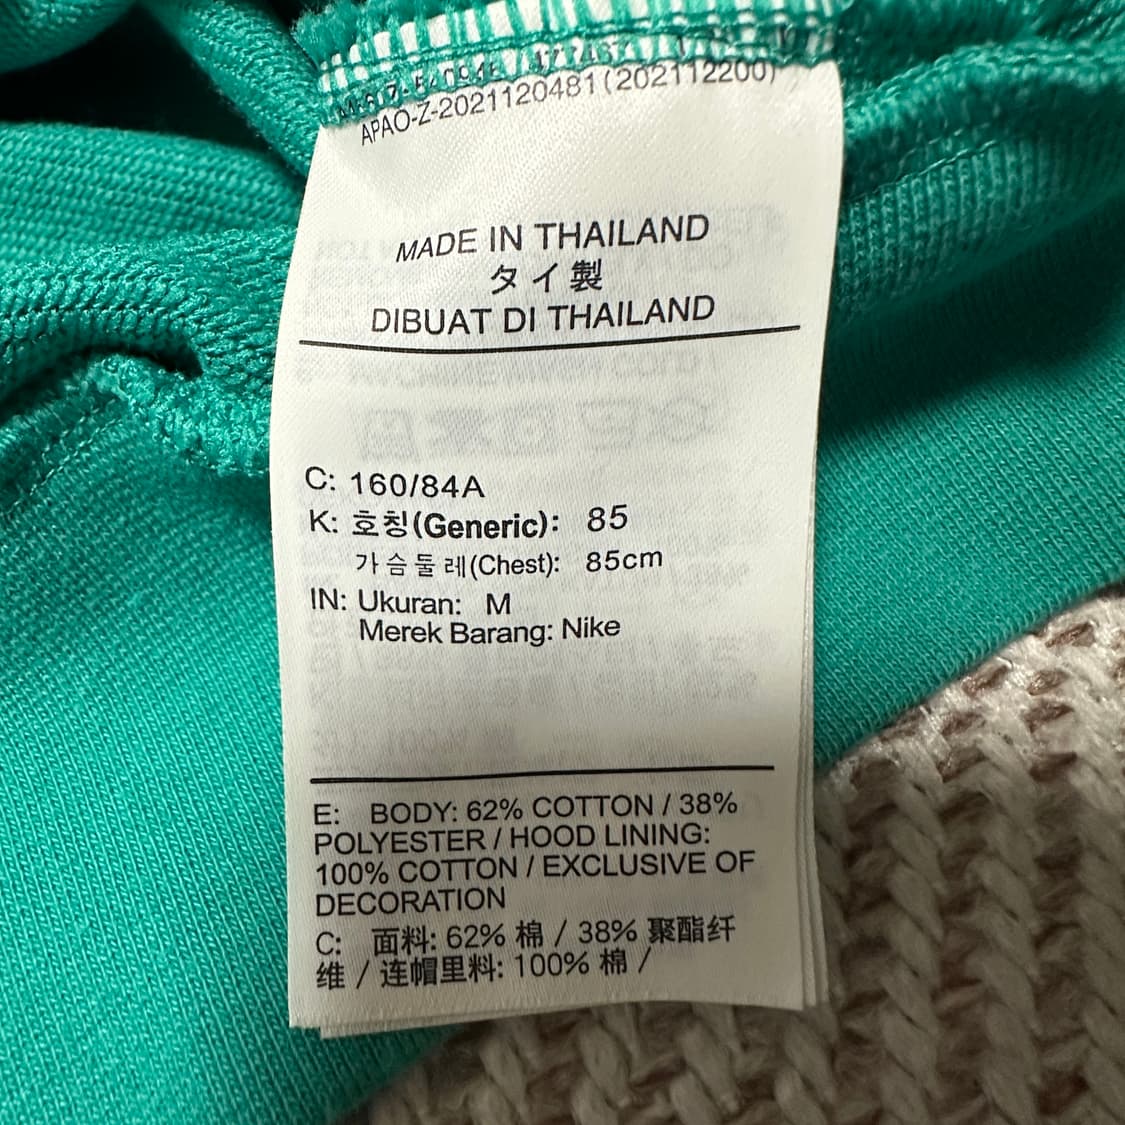 APAO-Z-2021120481(202112200)
MADE IN THAILAND
タイ製
DIBUAT DI THAILAND
C: 160/84A
K: 호칭(Generic): 85
가슴둘레(Chest): 85cm
IN: Ukuran: M
Merek Barang: Nike
E: BODY: 62% COTTON / 38%
POLYESTER / HOOD LINING:
100% COTTON / EXCLUSIVE OF
DECORATION
C: 面料: 62% 棉 / 38% 聚酯纤
维 / 连帽里料: 100% 棉 /